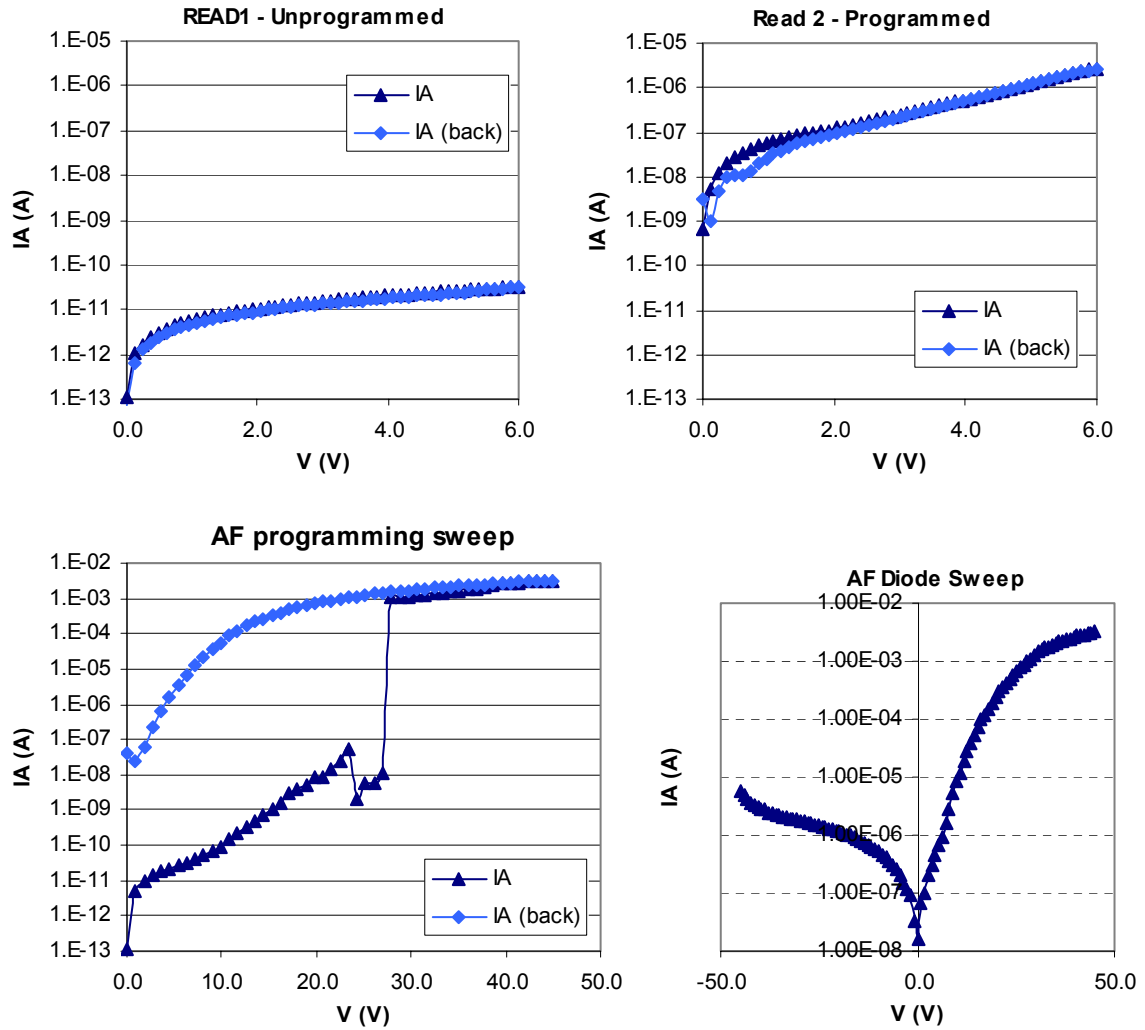 READ1 - Unprogrammed
1.E-05
1.E-06
1.E-07
1.E-08
1.E-09
1.E-10
1.E-11
1.E-12
1.E-13
IA (A)
IA
IA (back)
0.0 2.0 4.0 6.0
V (V)
Read 2 - Programmed
1.E-05
1.E-06
1.E-07
1.E-08
1.E-09
1.E-10
1.E-11
1.E-12
1.E-13
IA (A)
IA
IA (back)
0.0 2.0 4.0 6.0
V (V)
AF programming sweep
1.E-02
1.E-03
1.E-04
1.E-05
1.E-06
1.E-07
1.E-08
1.E-09
1.E-10
1.E-11
1.E-12
1.E-13
IA (A)
IA
IA (back)
0.0 10.0 20.0 30.0 40.0 50.0
V (V)
AF Diode Sweep
1.00E-02
1.00E-03
1.00E-04
1.00E-05
1.00E-06
1.00E-07
1.00E-08
IA (A)
-50.0 0.0 50.0
V (V)